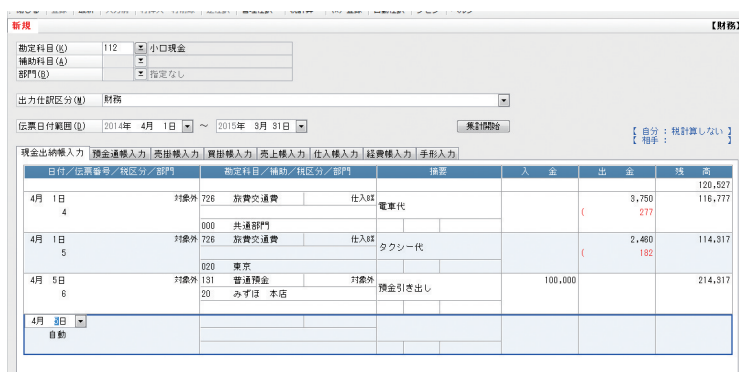 新規 【財務】
勘定科目(K) 112 小口現金
補助科目(A)
部門(B) 指定なし
出力仕訳区分(M) 財務
伝票日付範囲(D) 2014年 4月 1日 ～ 2015年 3月 31日 集計開始
【 自分 : 税計算しない 】
【 相手 : 】
現金出納帳入力 預金通帳入力 売掛帳入力 買掛帳入力 売上帳入力 仕入帳入力 経費帳入力 手形入力
日付/伝票番号/税区分/部門 勘定科目/補助/税区分/部門 摘要 入 金 出 金 残 高
120,527
4月 1日 対象外 726 旅費交通費 仕入8% 3,750 116,777
4 電車代 ( 277
000 共通部門
4月 1日 対象外 726 旅費交通費 仕入8% 2,460 114,317
5 タクシー代 ( 182
020 東京
4月 5日 対象外 131 普通預金 対象外 100,000 214,317
6 20 みずほ 本店 預金引き出し
4月 日
自動